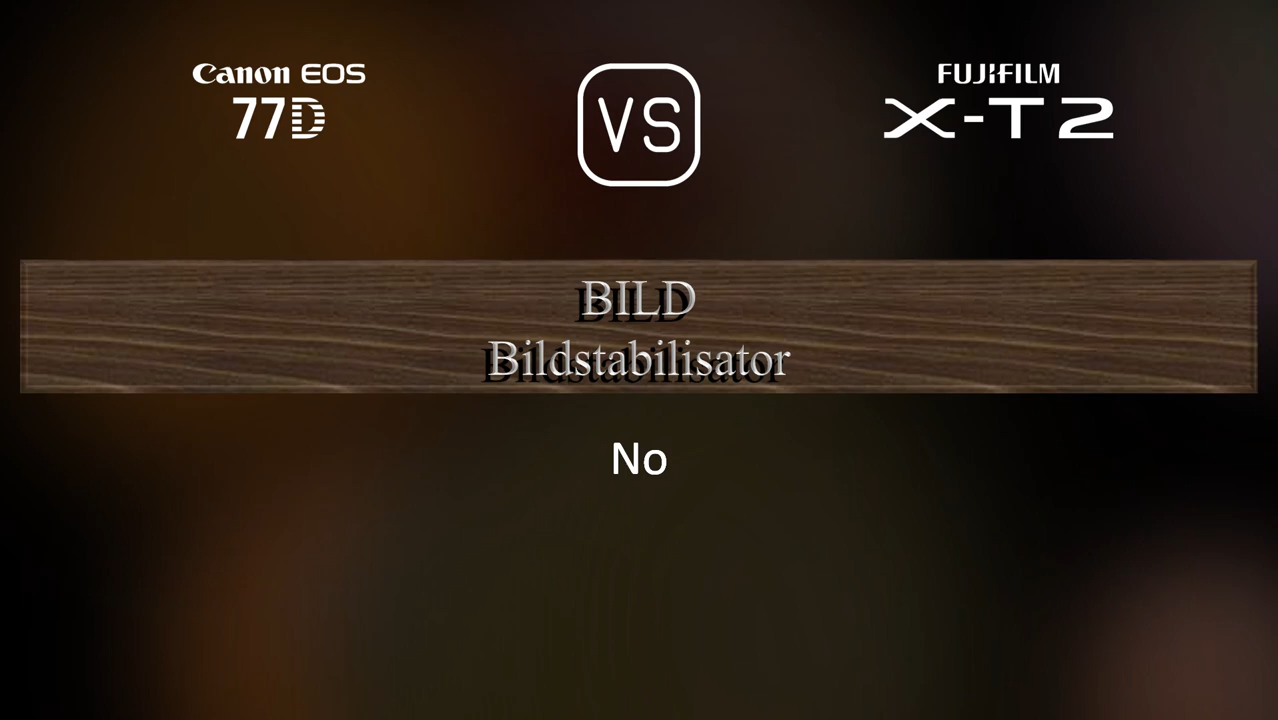 Canon EOS
77D
VS
FUJIFILM
X-T2
BILD
Bildstabilisator
No